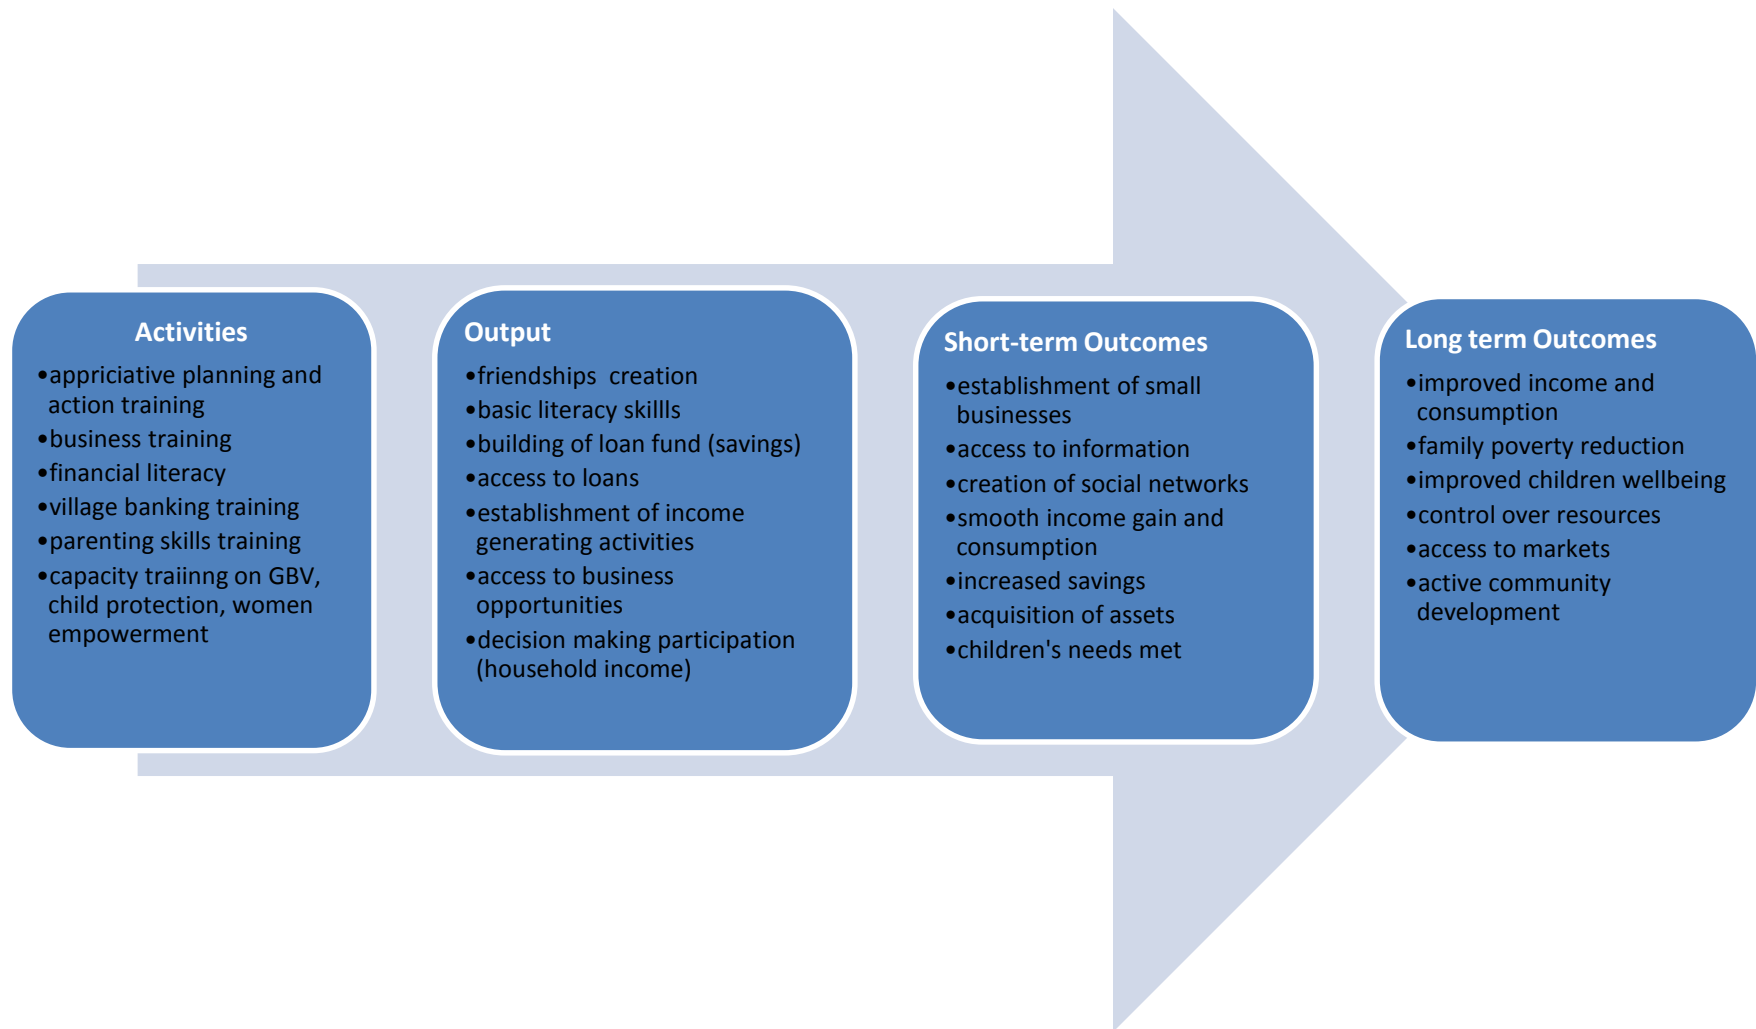 Activities
•appriciative planning and
action training
•business training
•financial literacy
•village banking training
•parenting skills training
•capacity traiinng on GBV,
child protection, women
empowerment
Output
•friendships creation
•basic literacy skillls
•building of loan fund (savings)
•access to loans
•establishment of income
generating activities
•access to business
opportunities
•decision making participation
(household income)
Short-term Outcomes
•establishment of small
businesses
•access to information
•creation of social networks
•smooth income gain and
consumption
•increased savings
•acquisition of assets
•children's needs met
Long term Outcomes
•improved income and
consumption
•family poverty reduction
•improved children wellbeing
•control over resources
•access to markets
•active community
development